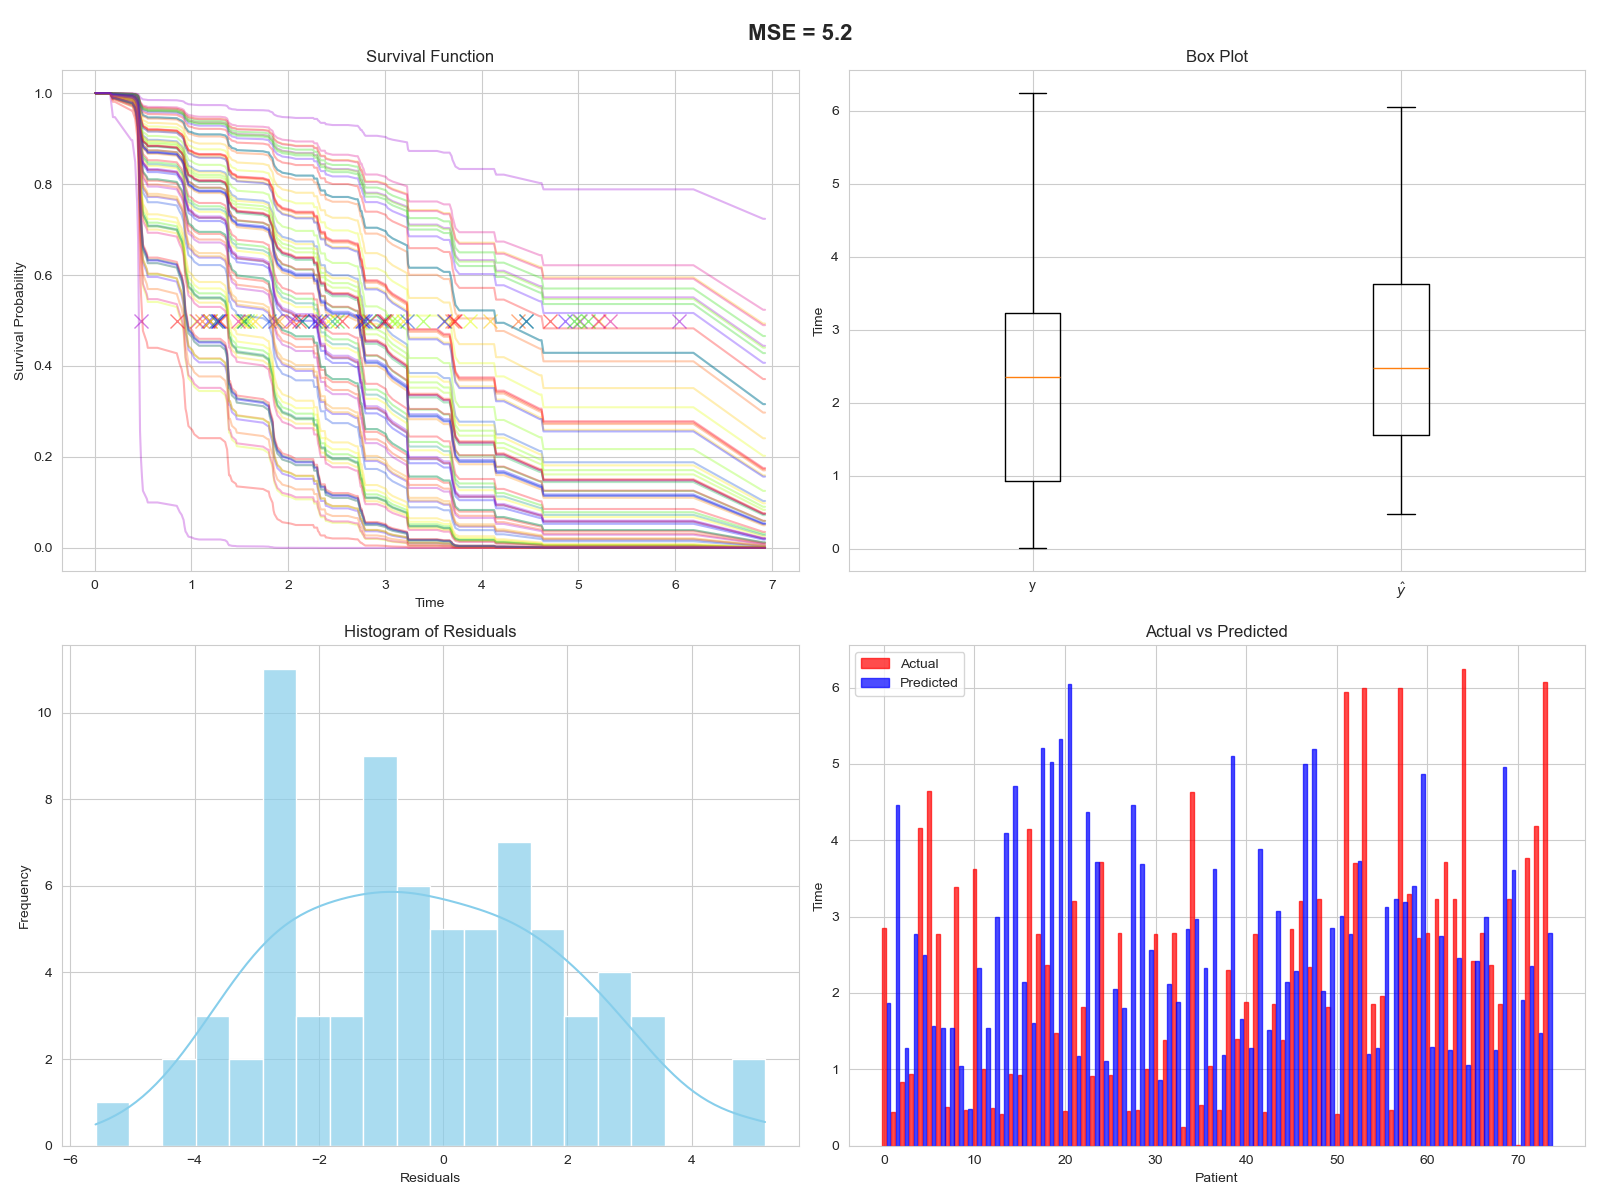 MSE = 5.2
Survival Function
Survival Probability
1.0
0.8
0.6
0.4
0.2
0.0
0 1 2 3 4 5 6 7
Time
Box Plot
Time
6
5
4
3
2
1
0
y ŷ
Histogram of Residuals
Frequency
10
8
6
4
2
0
−6 −4 −2 0 2 4
Residuals
Actual vs Predicted
Actual
Predicted
Time
6
5
4
3
2
1
0
0 10 20 30 40 50 60 70
Patient